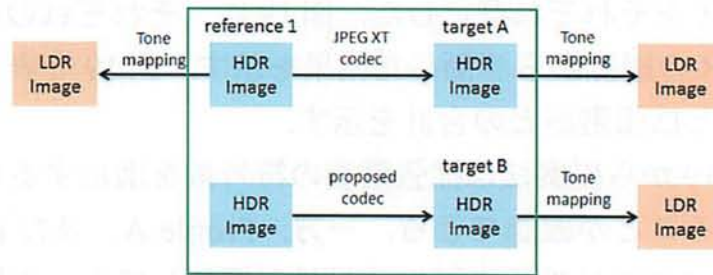 reference 1
JPEG XT
codec
target A
Tone
mapping
Tone
mapping
LDR
Image
HDR
Image
HDR
Image
LDR
Image
proposed
codec
target B
Tone
mapping
HDR
Image
HDR
Image
LDR
Image